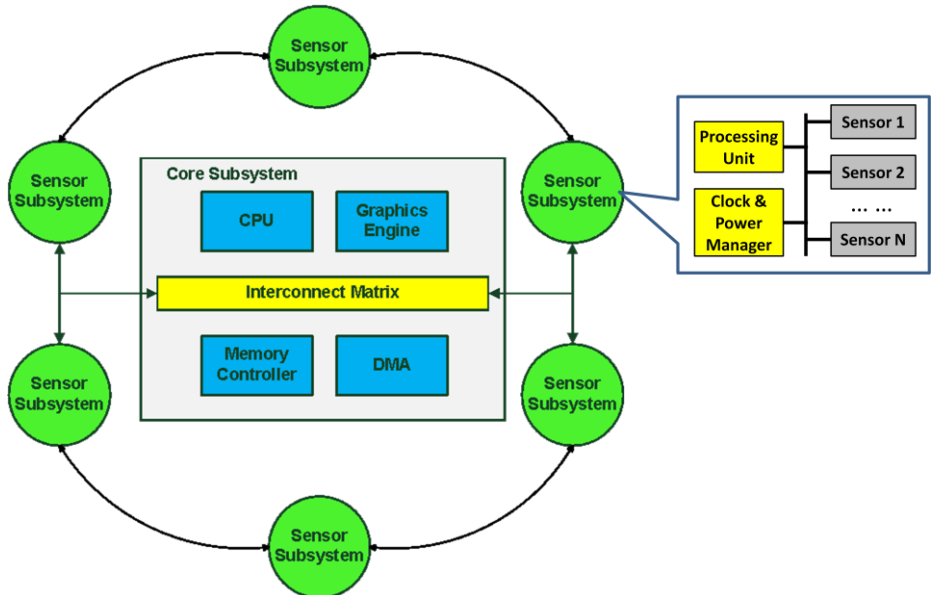 Sensor
Subsystem
Sensor
Subsystem
Sensor
Subsystem
Processing
Unit
Clock &
Power
Manager
Sensor 1
Sensor 2
... ...
Sensor N
Core Subsystem
CPU
Graphics
Engine
Interconnect Matrix
Memory
Controller
DMA
Sensor
Subsystem
Sensor
Subsystem
Sensor
Subsystem